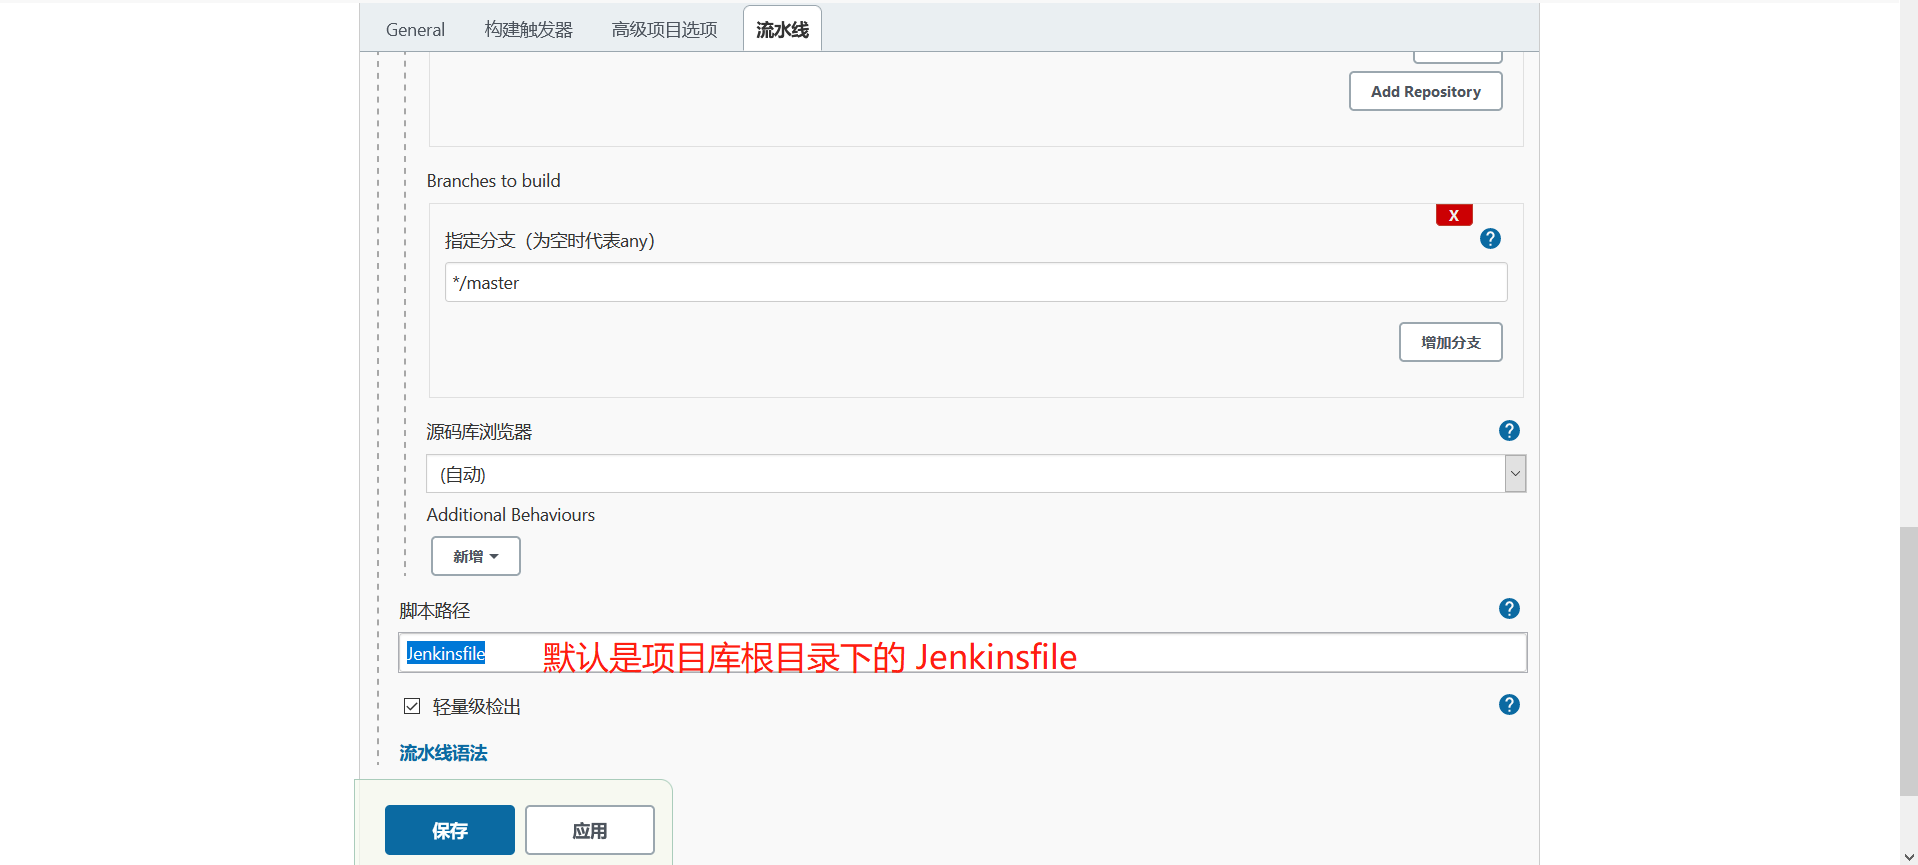 General 构建触发器 高级项目选项 流水线
Add Repository
Branches to build
X
指定分支（为空时代表any）
?
*/master
增加分支
源码库浏览器
?
(自动)
Additional Behaviours
新增
脚本路径
?
Jenkinsfile 默认是项目库根目录下的 Jenkinsfile
轻量级检出
?
流水线语法
保存 应用